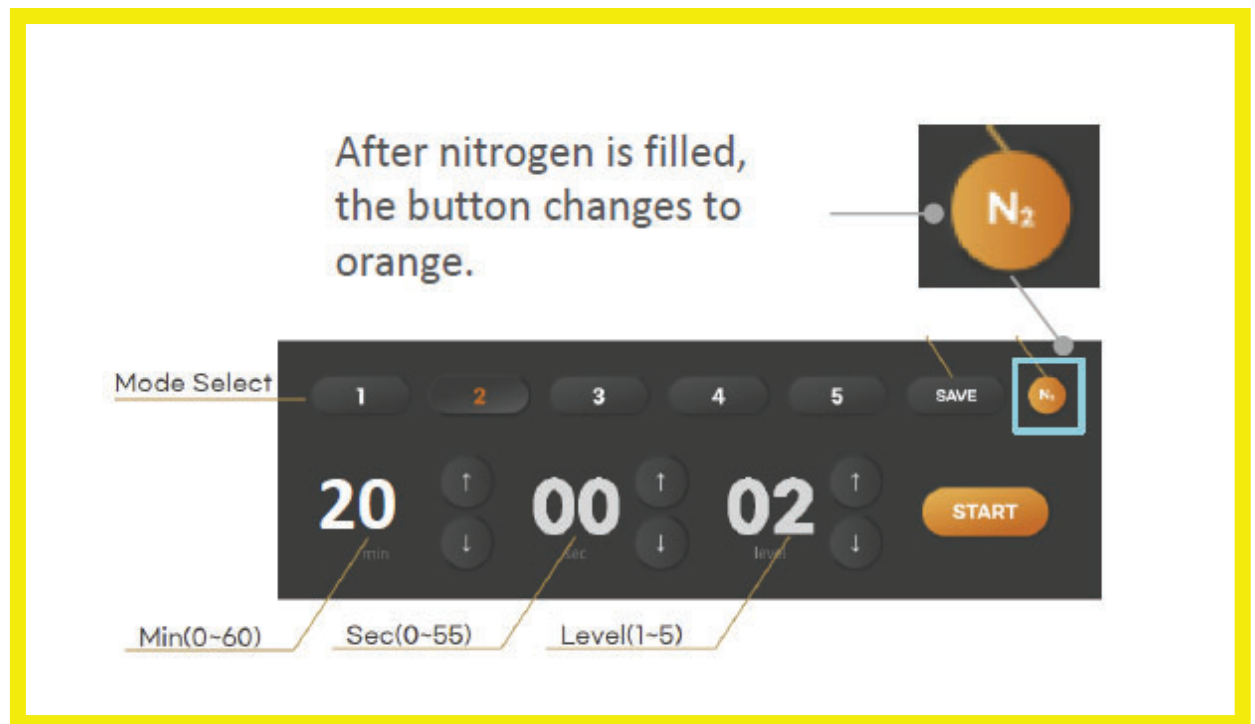 After nitrogen is filled,
the button changes to
orange.
N₂
Mode Select
1 2 3 4 5 SAVE N₂
20 ↑ 00 ↑ 02 ↑ START
min ↓ sec ↓ level ↓
Min(0~60) Sec(0~55) Level(1~5)